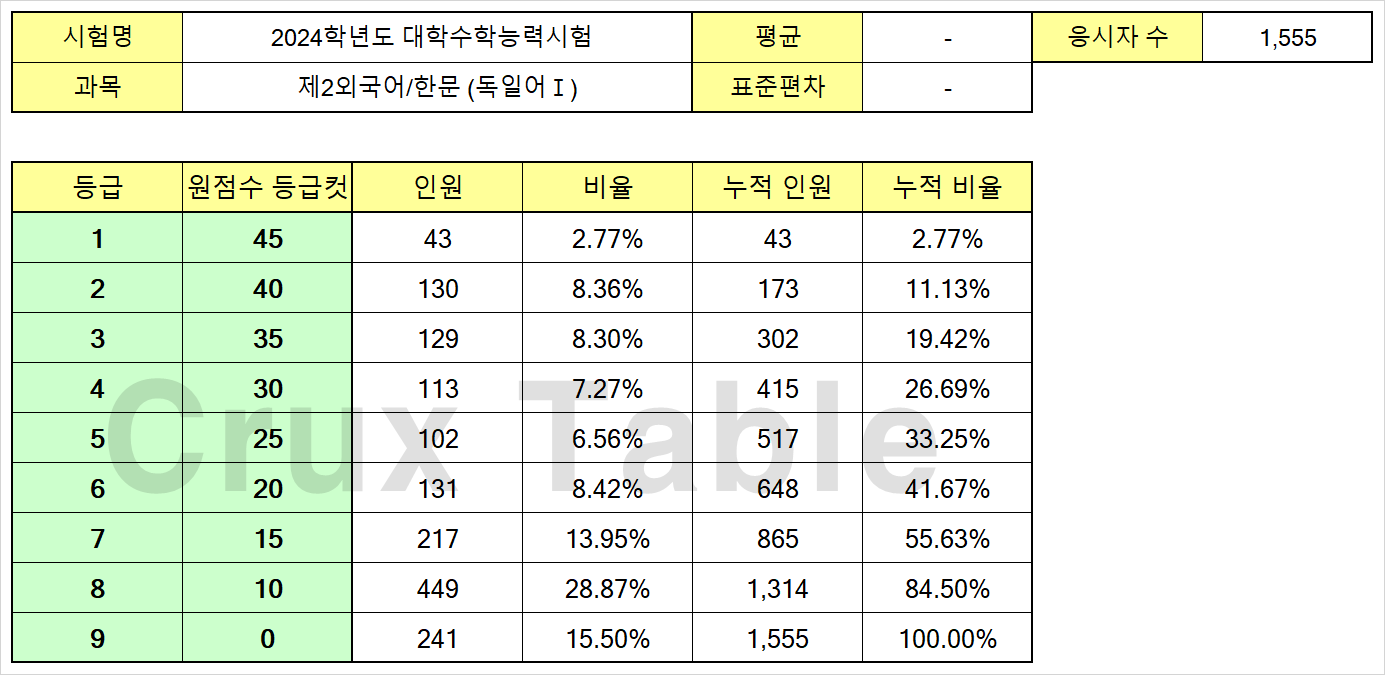 시험명 2024학년도 대학수학능력시험 평균 - 응시자 수 1,555
과목 제2외국어/한문 (독일어Ⅰ) 표준편차 -
등급 원점수 등급컷 인원 비율 누적 인원 누적 비율
1 45 43 2.77% 43 2.77%
2 40 130 8.36% 173 11.13%
3 35 129 8.30% 302 19.42%
4 30 113 7.27% 415 26.69%
5 25 102 6.56% 517 33.25%
6 20 131 8.42% 648 41.67%
7 15 217 13.95% 865 55.63%
8 10 449 28.87% 1,314 84.50%
9 0 241 15.50% 1,555 100.00%
Crux Table